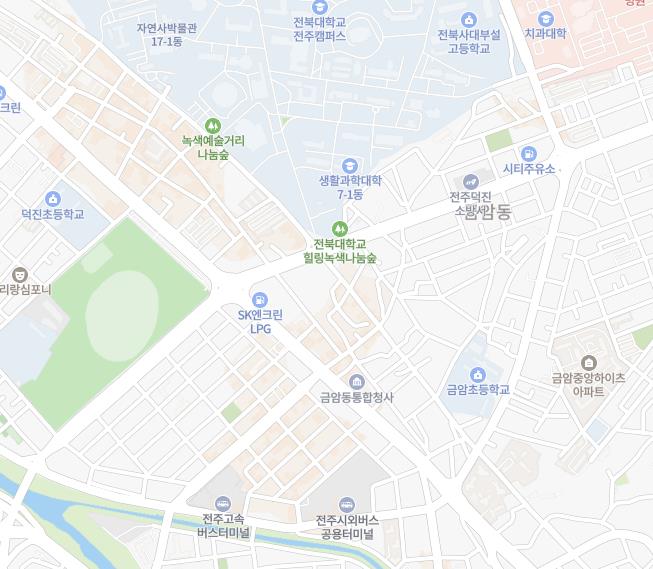 병원
자연사박물관
17-1동
전북대학교
전주캠퍼스
전북사대부설
고등학교
치과대학
크린
녹색예술거리
나눔숲
생활과학대학
7-1동
시티주유소
전주덕진
소방서
금암동
덕진초등학교
전북대학교
힐링녹색나눔숲
리랑심포니
SK엔크린
LPG
금암동통합청사
금암초등학교
금암중앙하이츠
아파트
전주고속
버스터미널
전주시외버스
공용터미널